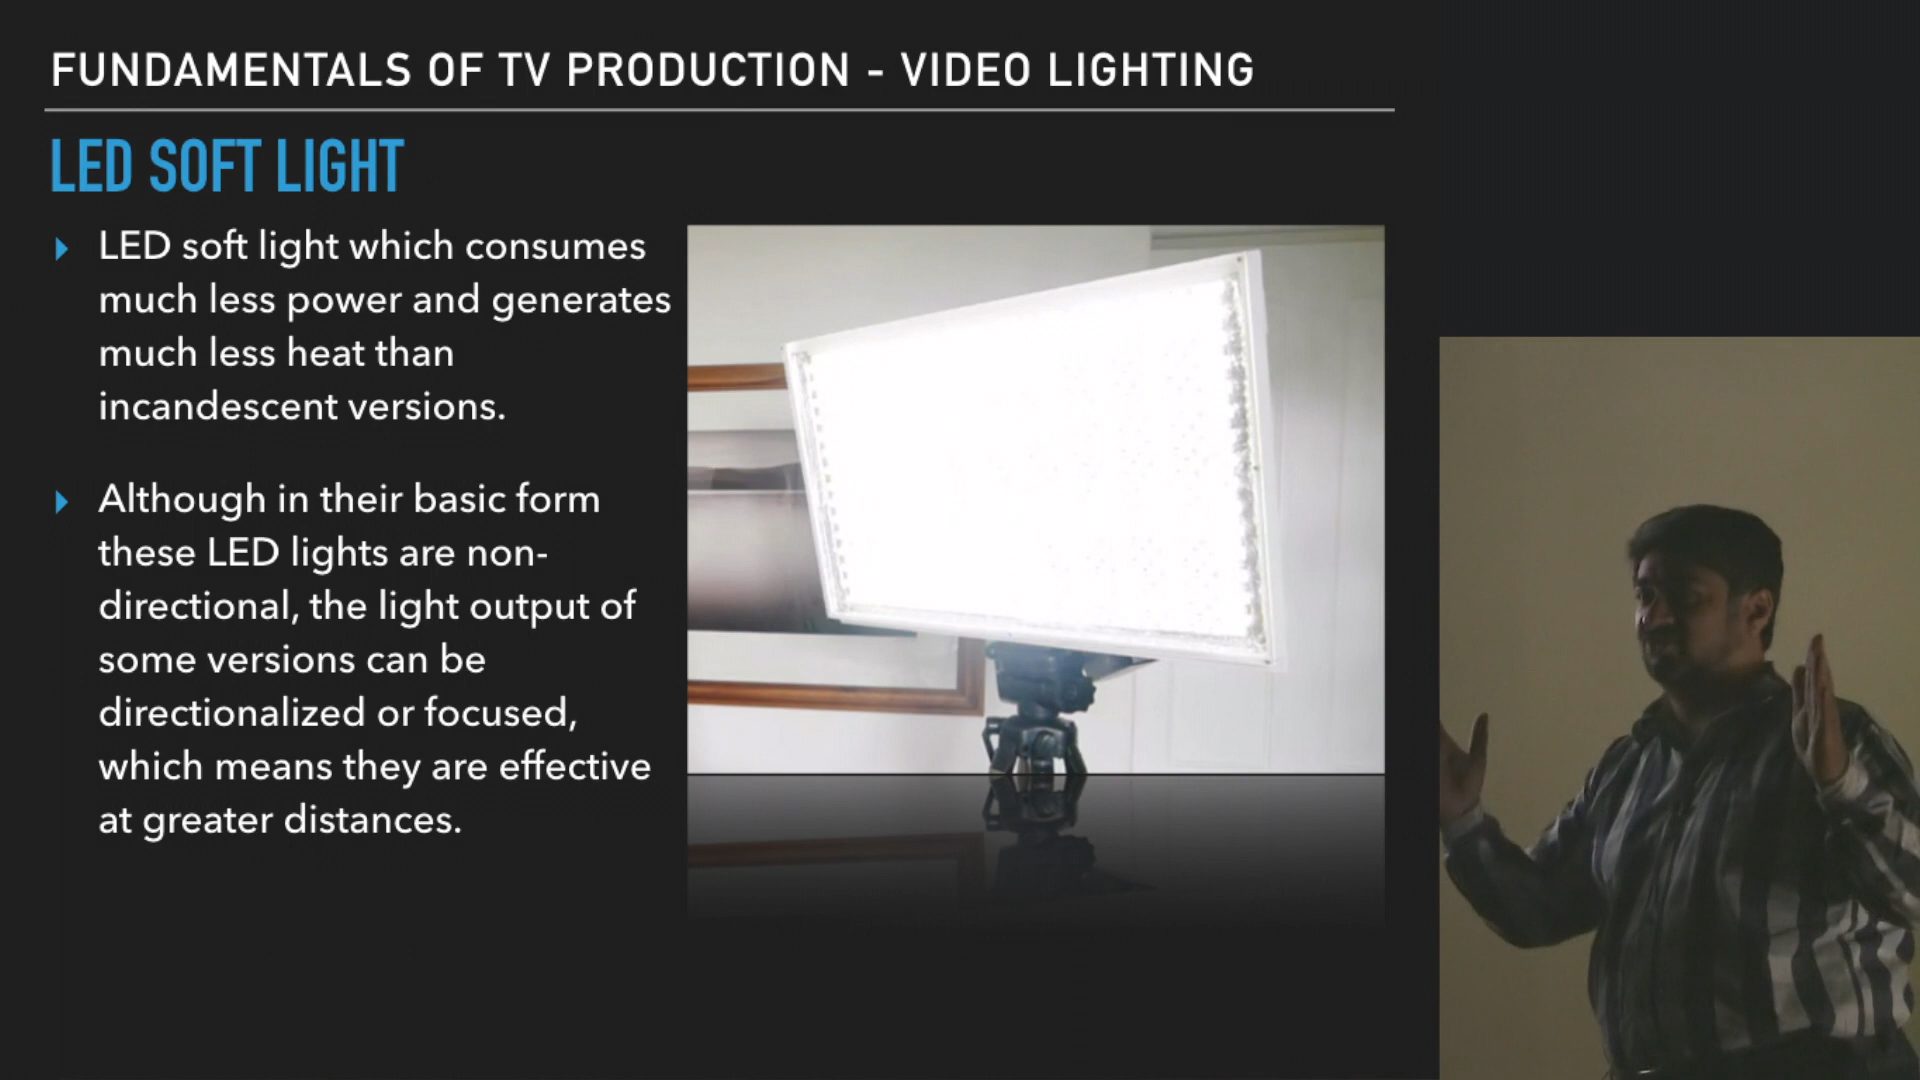 FUNDAMENTALS OF TV PRODUCTION - VIDEO LIGHTING
LED SOFT LIGHT
LED soft light which consumes
much less power and generates
much less heat than
incandescent versions.
Although in their basic form
these LED lights are non-
directional, the light output of
some versions can be
directionalized or focused,
which means they are effective
at greater distances.